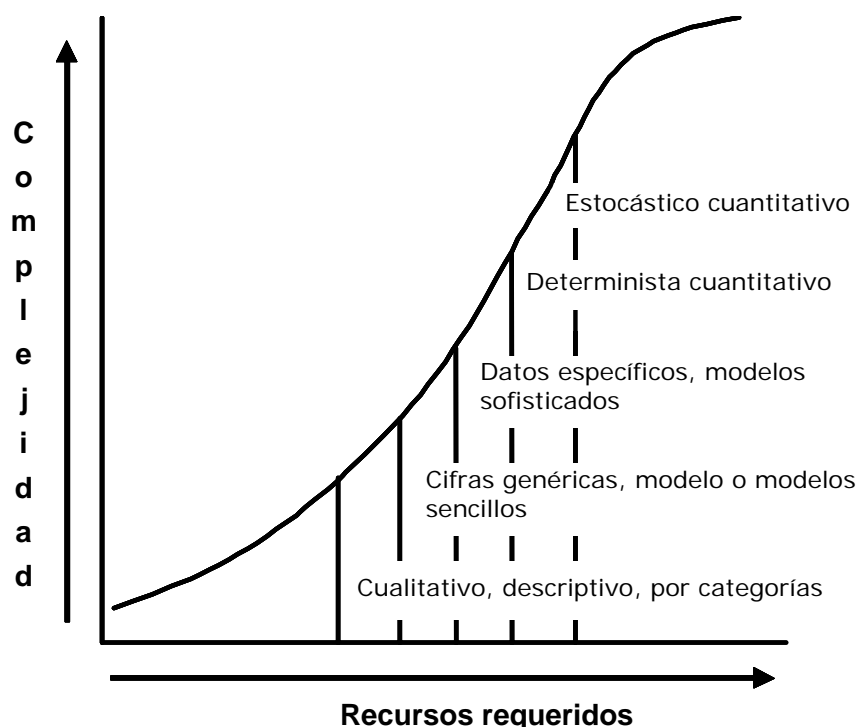 Complejidad
Estocástico cuantitativo
Determinista cuantitativo
Datos específicos, modelos
sofisticados
Cifras genéricas, modelo o modelos
sencillos
Cualitativo, descriptivo, por categorías
Recursos requeridos